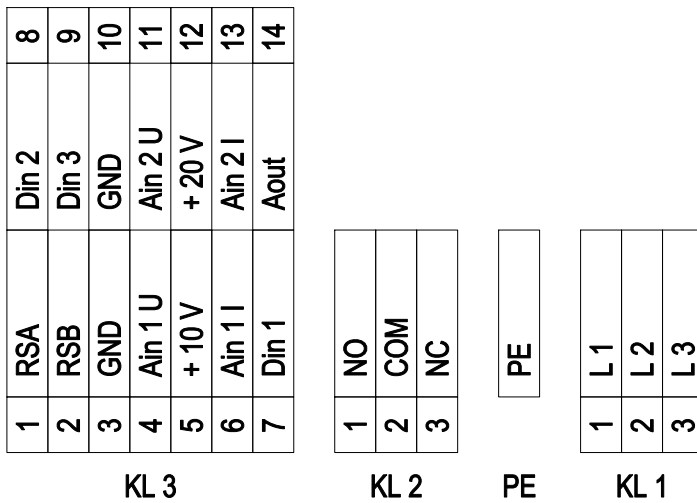 8 9 10 11 12 13 14
Din 2 Din 3 GND Ain 2 U + 20 V Ain 2 I Aout
RSA RSB GND Ain 1 U + 10 V Ain 1 I Din 1
1 2 3 4 5 6 7
NO COM NC
1 2 3
PE
L 1 L 2 L 3
1 2 3
KL 3 KL 2 PE KL 1